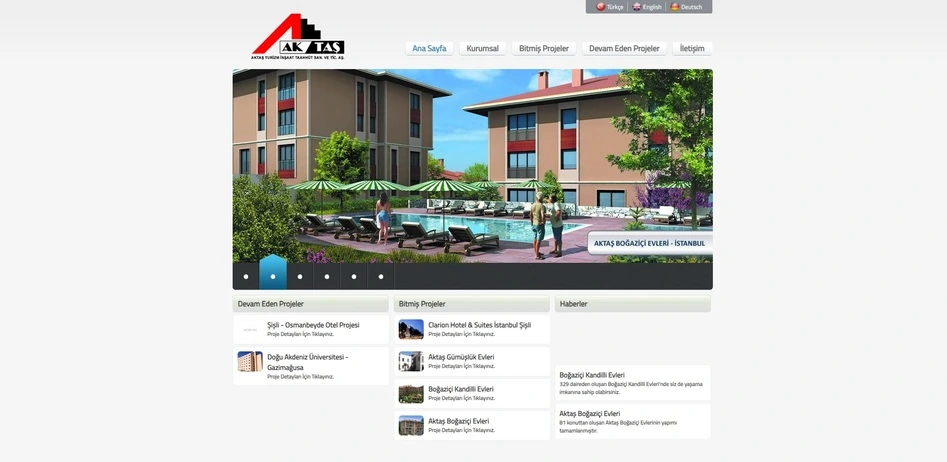 Türkçe
English
Deutsch
AKTAŞ
AKTAŞ TURİZM İNŞAAT TAAHHÜT SAN. VE TİC. AŞ.
Ana Sayfa
Kurumsal
Bitmiş Projeler
Devam Eden Projeler
İletişim
AKTAŞ BOĞAZİÇİ EVLERİ - İSTANBUL
Devam Eden Projeler
Şişli - Osmanbeyde Otel Projesi
Proje Detayları İçin Tıklayınız.
Doğu Akdeniz Üniversitesi -
Gazimağusa
Proje Detayları İçin Tıklayınız.
Bitmiş Projeler
Clarion Hotel & Suites İstanbul Şişli
Proje Detayları İçin Tıklayınız.
Aktaş Gümüşlük Evleri
Proje Detayları İçin Tıklayınız.
Boğaziçi Kandilli Evleri
Proje Detayları İçin Tıklayınız.
Aktaş Boğaziçi Evleri
Proje Detayları İçin Tıklayınız.
Haberler
Boğaziçi Kandilli Evleri
329 daireden oluşan Boğaziçi Kandilli Evleri'nde siz de yaşama
imkanına sahip olabirsiniz.
Aktaş Boğaziçi Evleri
81 konuttan oluşan Aktaş Boğaziçi Evlerinin yapımı
tamamlanmıştır.